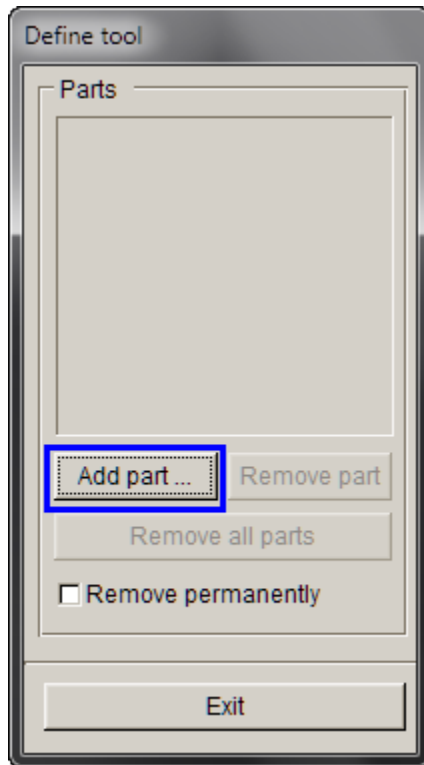 Define tool
Parts
Add part ... Remove part
Remove all parts
Remove permanently
Exit